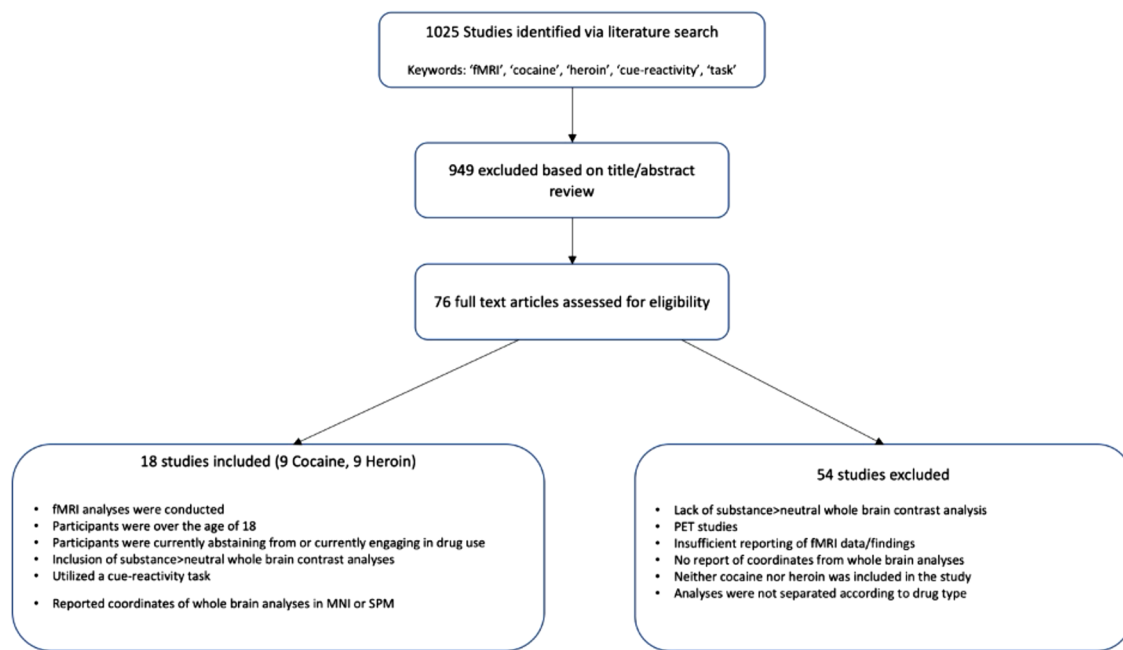 1025 Studies identified via literature search
Keywords: ‘fMRI’, ‘cocaine’, ‘heroin’, ‘cue-reactivity’, ‘task’
949 excluded based on title/abstract
review
76 full text articles assessed for eligibility
18 studies included (9 Cocaine, 9 Heroin)
• fMRI analyses were conducted
• Participants were over the age of 18
• Participants were currently abstaining from or currently engaging in drug use
• Inclusion of substance>neutral whole brain contrast analyses
• Utilized a cue-reactivity task
• Reported coordinates of whole brain analyses in MNI or SPM
54 studies excluded
• Lack of substance>neutral whole brain contrast analysis
• PET studies
• Insufficient reporting of fMRI data/findings
• No report of coordinates from whole brain analyses
• Neither cocaine nor heroin was included in the study
• Analyses were not separated according to drug type